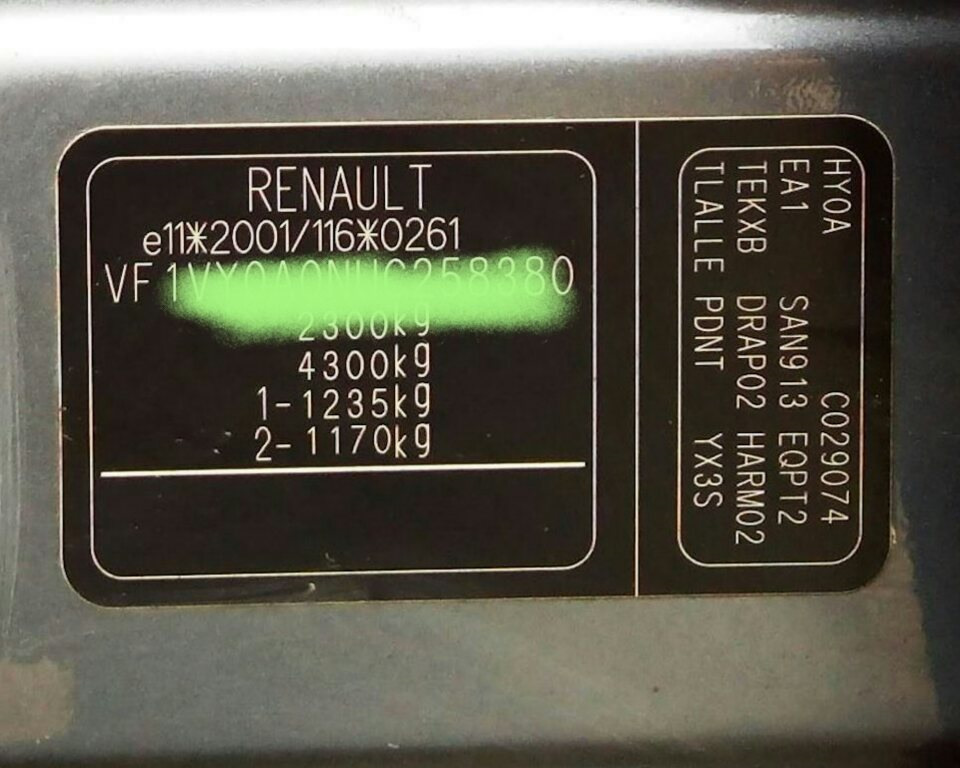 RENAULT
e11*2001/116*0261
VF
2300kg
4300kg
1-1235kg
2-1170kg
HY0A C029074
EA1 SAN913 EQPT2
TEKXB DRAP02 HARM02
TLALLE PDNT YX3S